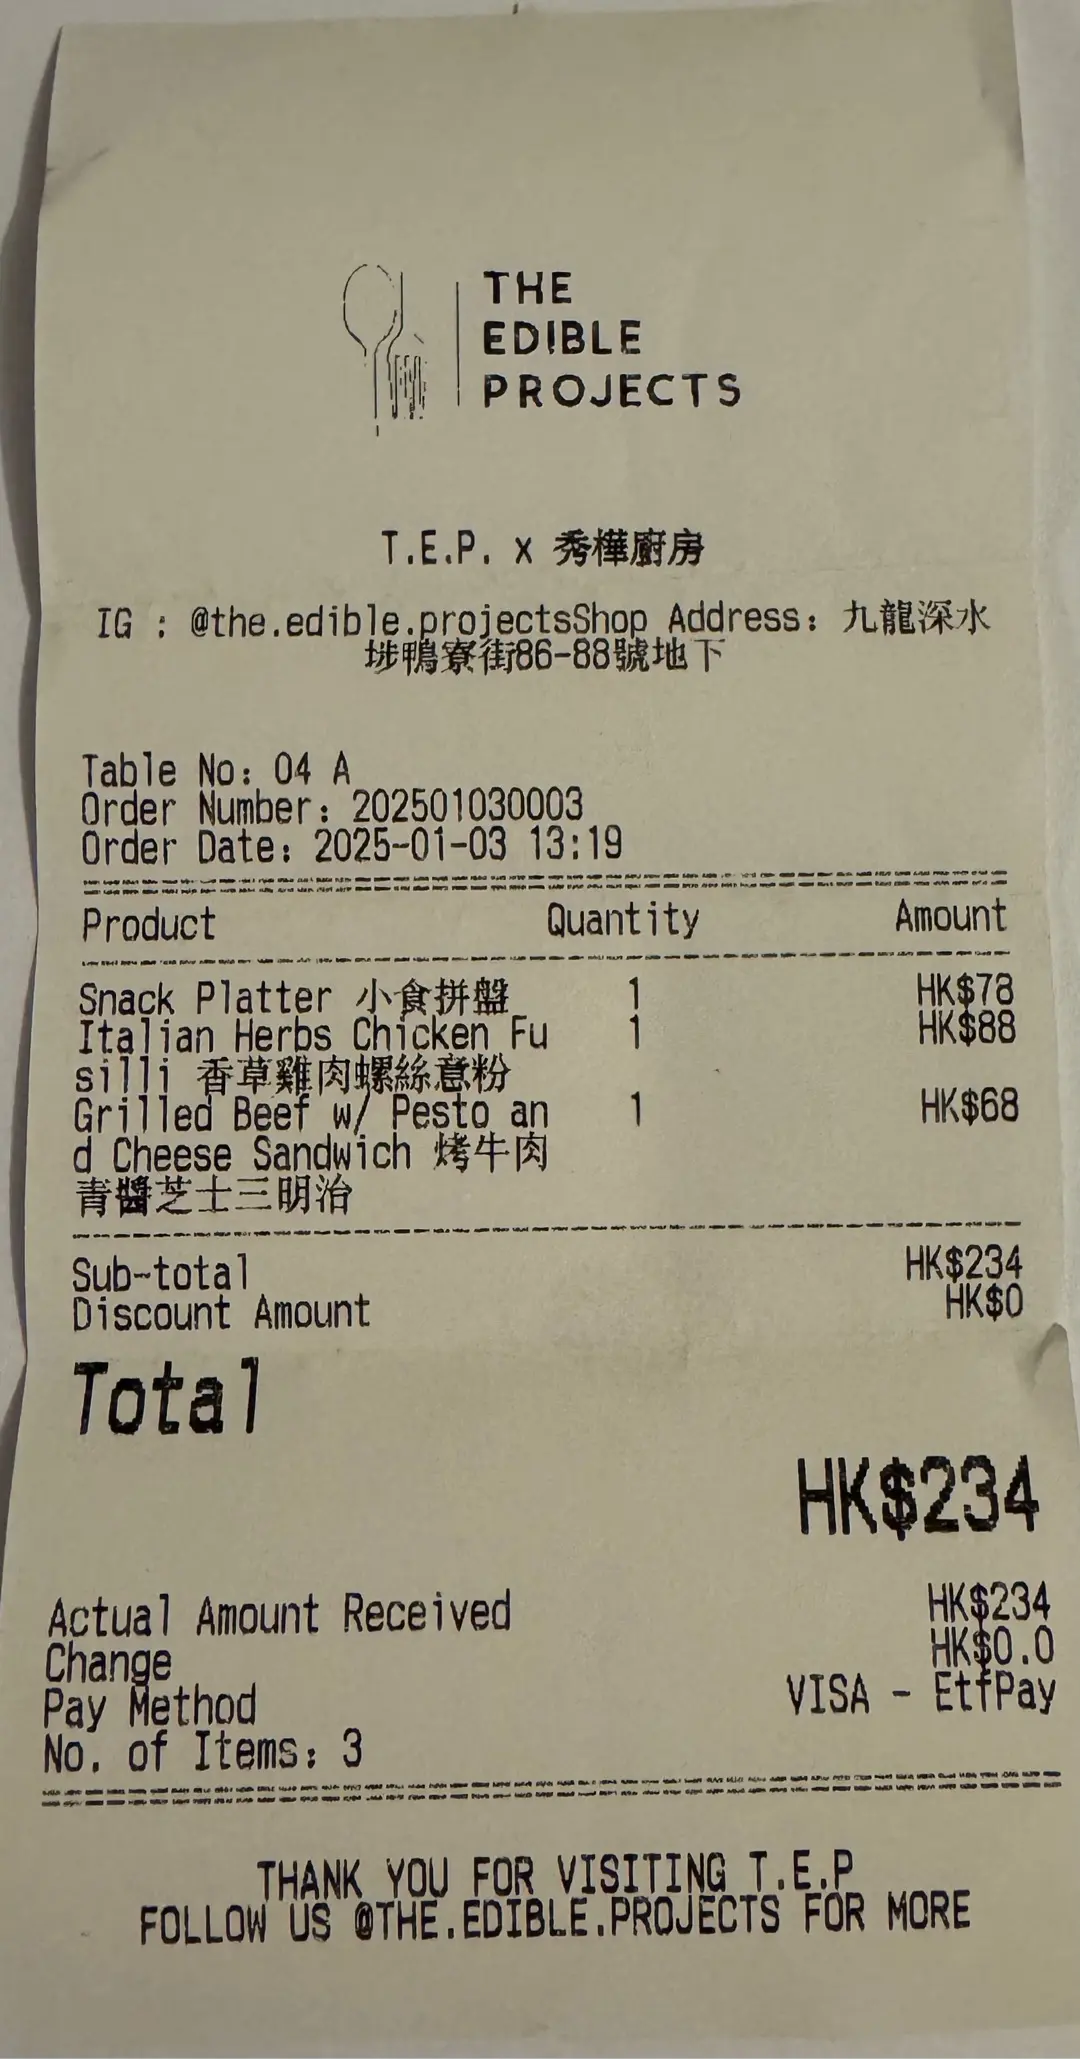 THE
EDIBLE
PROJECTS
T.E.P. x 秀樺廚房
IG : @the.edible.projectsShop Address: 九龍深水
埗鴨寮街86-88號地下
Table No: 04 A
Order Number: 202501030003
Order Date: 2025-01-03 13:19
Product Quantity Amount
Snack Platter 小食拼盤 1 HK$78
Italian Herbs Chicken Fu 1 HK$88
silli 香草雞肉螺絲意粉
Grilled Beef w/ Pesto an 1 HK$68
d Cheese Sandwich 烤牛肉
青醬芝士三明治
Sub-total HK$234
Discount Amount HK$0
Total
HK$234
Actual Amount Received HK$234
Change HK$0.0
Pay Method VISA - EtfPay
No. of Items: 3
THANK YOU FOR VISITING T.E.P
FOLLOW US @THE.EDIBLE.PROJECTS FOR MORE